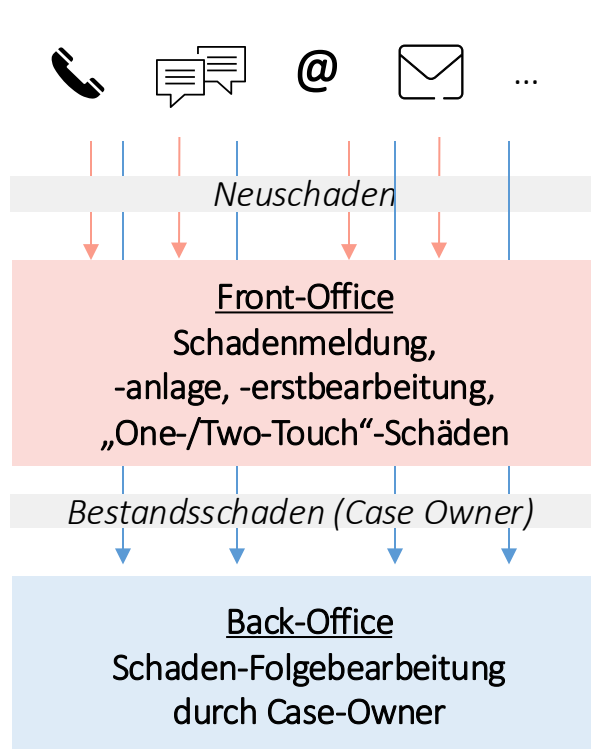 @
...
Neuschaden
Front-Office
Schadenmeldung,
-anlage, -erstbearbeitung,
„One-/Two-Touch“-Schäden
Bestandsschaden (Case Owner)
Back-Office
Schaden-Folgebearbeitung
durch Case-Owner